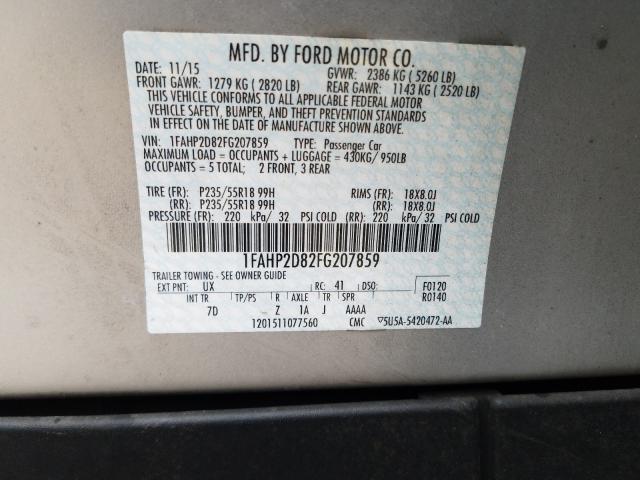 MFD. BY FORD MOTOR CO.
DATE: 11/15 GVWR: 2386 KG ( 5260 LB)
FRONT GAWR: 1279 KG ( 2820 LB) REAR GAWR: 1143 KG ( 2520 LB)
THIS VEHICLE CONFORMS TO ALL APPLICABLE FEDERAL MOTOR
VEHICLE SAFETY, BUMPER, AND THEFT PREVENTION STANDARDS
IN EFFECT ON THE DATE OF MANUFACTURE SHOWN ABOVE.
VIN: 1FAHP2D82FG207859 TYPE: Passenger Car
MAXIMUM LOAD = OCCUPANTS + LUGGAGE = 430KG/ 950LB
OCCUPANTS = 5 TOTAL; 2 FRONT, 3 REAR
TIRE (FR): P235/55R18 99H RIMS (FR): 18X8.0J
(RR): P235/55R18 99H (RR): 18X8.0J
PRESSURE (FR): 220 kPa/ 32 PSI COLD (RR): 220 kPa/ 32 PSI COLD
1FAHP2D82FG207859
TRAILER TOWING - SEE OWNER GUIDE
EXT PNT: UX RC: 41 DSO: F0120
R0140
INT TR TP/PS R AXLE TR SPR
7D Z 1A J AAAA
1201511077560 CMC ▽5U5A-5420472-AA